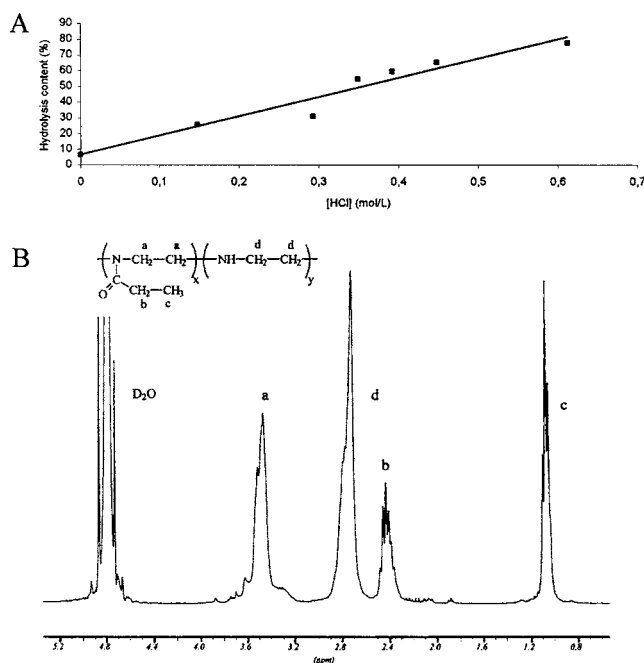 A
Hydrolysis content (%)
90
80
70
60
50
40
30
20
10
0
0 0,1 0,2 0,3 0,4 0,5 0,6 0,7
[HCl] (mol/L)
B
a a d d
N—CH₂—CH₂ NH—CH₂—CH₂
x y
C
O CH₂—CH₃
b c
D₂O
a
d
b
c
5.2 4.8 4.4 4.0 3.6 3.2 2.8 2.4 2.0 1.6 1.2 0.8
(ppm)